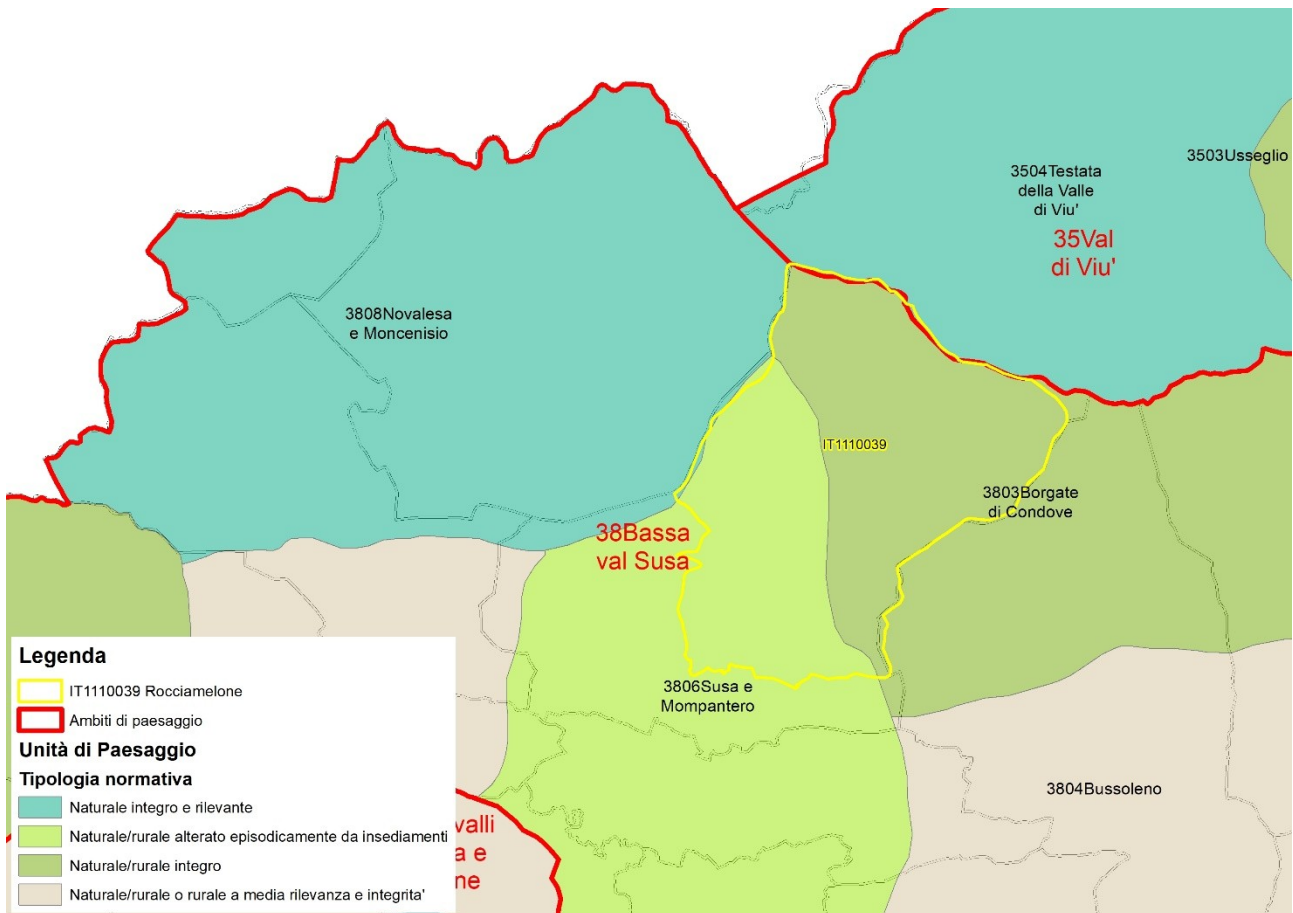 3503Usseglio
3504Testata
della Valle
di Viu'
35Val
di Viu'
3808Novalesa
e Moncenisio
IT1110039
3803Borgate
di Condove
38Bassa
val Susa
3806Susa e
Mompantero
3804Bussoleno
valli
a e
ne
Legenda
IT1110039 Rocciamelone
Ambiti di paesaggio
Unità di Paesaggio
Tipologia normativa
Naturale integro e rilevante
Naturale/rurale alterato episodicamente da insediamenti
Naturale/rurale integro
Naturale/rurale o rurale a media rilevanza e integrita'